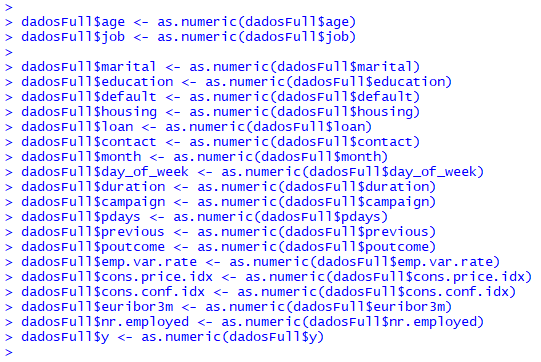 >
> dadosFull$age <- as.numeric(dadosFull$age)
> dadosFull$job <- as.numeric(dadosFull$job)
>
> dadosFull$marital <- as.numeric(dadosFull$marital)
> dadosFull$education <- as.numeric(dadosFull$education)
> dadosFull$default <- as.numeric(dadosFull$default)
> dadosFull$housing <- as.numeric(dadosFull$housing)
> dadosFull$loan <- as.numeric(dadosFull$loan)
> dadosFull$contact <- as.numeric(dadosFull$contact)
> dadosFull$month <- as.numeric(dadosFull$month)
> dadosFull$day_of_week <- as.numeric(dadosFull$day_of_week)
> dadosFull$duration <- as.numeric(dadosFull$duration)
> dadosFull$campaign <- as.numeric(dadosFull$campaign)
> dadosFull$pdays <- as.numeric(dadosFull$pdays)
> dadosFull$previous <- as.numeric(dadosFull$previous)
> dadosFull$poutcome <- as.numeric(dadosFull$poutcome)
> dadosFull$emp.var.rate <- as.numeric(dadosFull$emp.var.rate)
> dadosFull$cons.price.idx <- as.numeric(dadosFull$cons.price.idx)
> dadosFull$cons.conf.idx <- as.numeric(dadosFull$cons.conf.idx)
> dadosFull$euribor3m <- as.numeric(dadosFull$euribor3m)
> dadosFull$nr.employed <- as.numeric(dadosFull$nr.employed)
> dadosFull$y <- as.numeric(dadosFull$y)
>